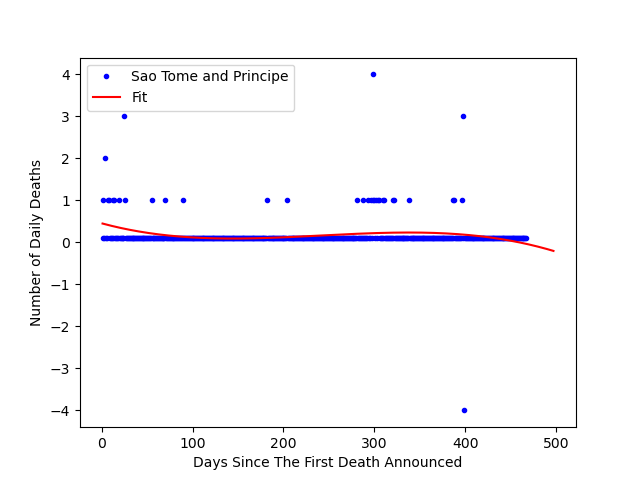 Sao Tome and Principe
Fit
4
3
2
1
0
−1
−2
−3
−4
Number of Daily Deaths
0 100 200 300 400 500
Days Since The First Death Announced